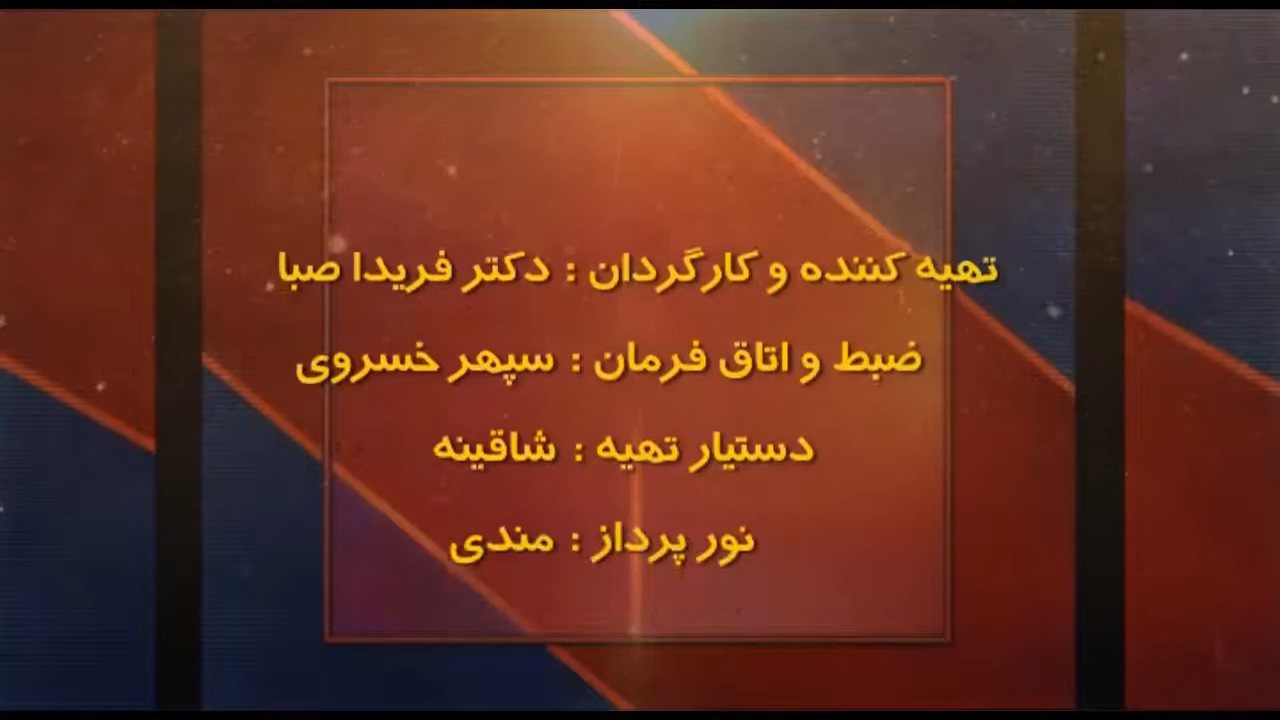 تهیه کننده و کارگردان : دکتر فریدا صبا
ضبط و اتاق فرمان : سپهر خسروی
دستیار تهیه : شاقینه
نور پرداز : مندی